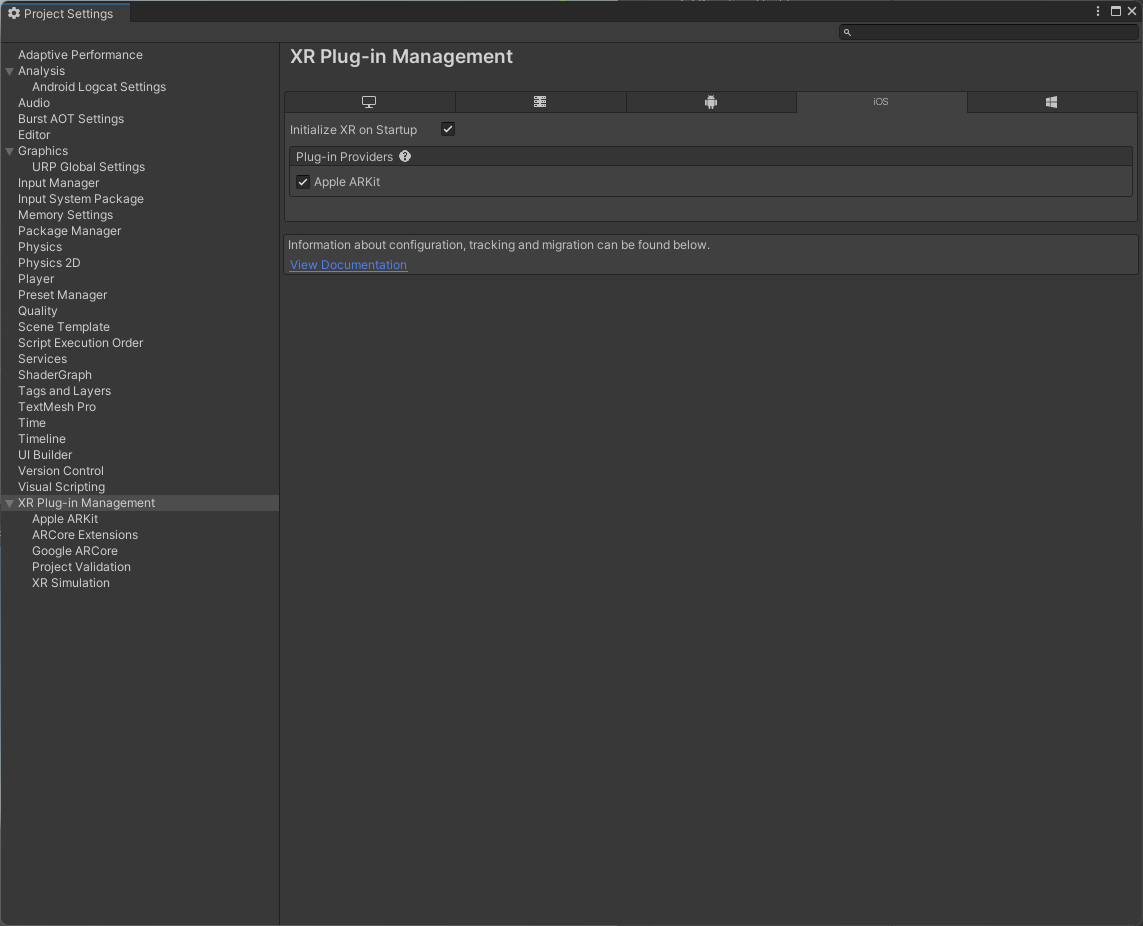 Project Settings
Adaptive Performance
Analysis
Android Logcat Settings
Audio
Burst AOT Settings
Editor
Graphics
URP Global Settings
Input Manager
Input System Package
Memory Settings
Package Manager
Physics
Physics 2D
Player
Preset Manager
Quality
Scene Template
Script Execution Order
Services
ShaderGraph
Tags and Layers
TextMesh Pro
Time
Timeline
UI Builder
Version Control
Visual Scripting
XR Plug-in Management
Apple ARKit
ARCore Extensions
Google ARCore
Project Validation
XR Simulation
XR Plug-in Management
iOS
Initialize XR on Startup
Plug-in Providers ?
Apple ARKit
Information about configuration, tracking and migration can be found below.
View Documentation